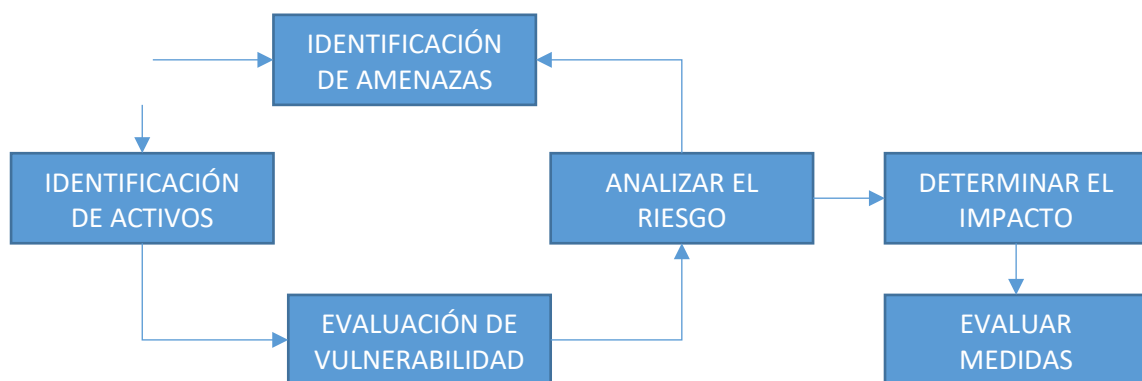 IDENTIFICACIÓN
DE AMENAZAS
IDENTIFICACIÓN
DE ACTIVOS
ANALIZAR EL
RIESGO
DETERMINAR EL
IMPACTO
EVALUACIÓN DE
VULNERABILIDAD
EVALUAR
MEDIDAS